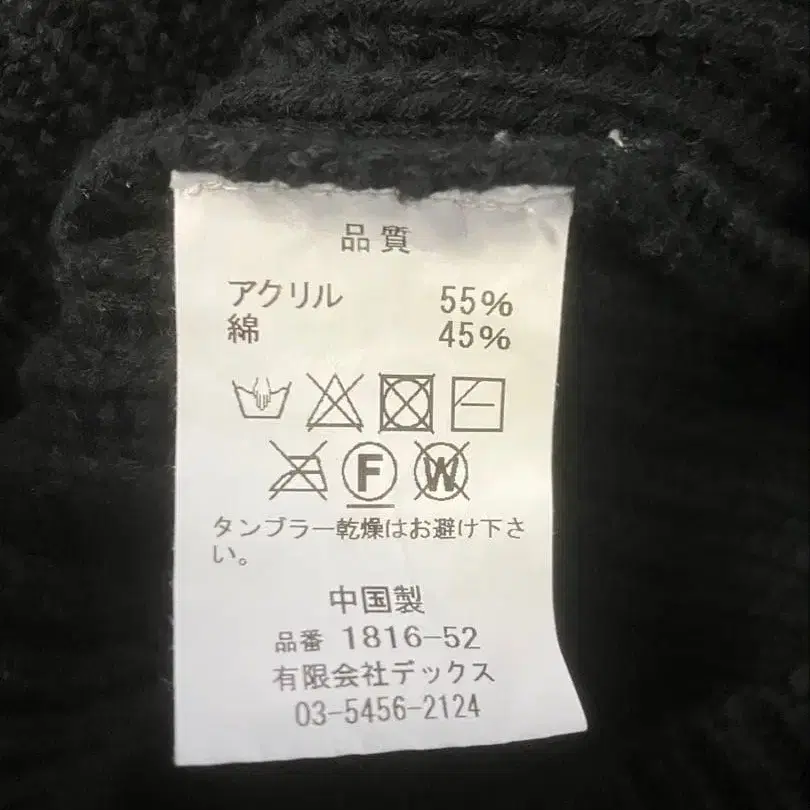 品質
アクリル 55%
綿 45%
F W
タンブラー乾燥はお避け下さ
い。
中国製
品番 1816-52
有限会社デックス
03-5456-2124